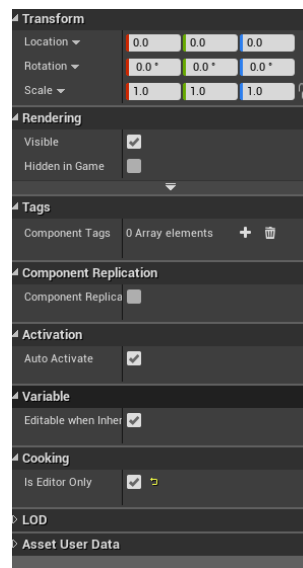 Transform
Location 0.0 0.0 0.0
Rotation 0.0 ° 0.0 ° 0.0 °
Scale 1.0 1.0 1.0
Rendering
Visible
Hidden in Game
Tags
Component Tags 0 Array elements
Component Replication
Component Replica
Activation
Auto Activate
Variable
Editable when Inher
Cooking
Is Editor Only
LOD
Asset User Data